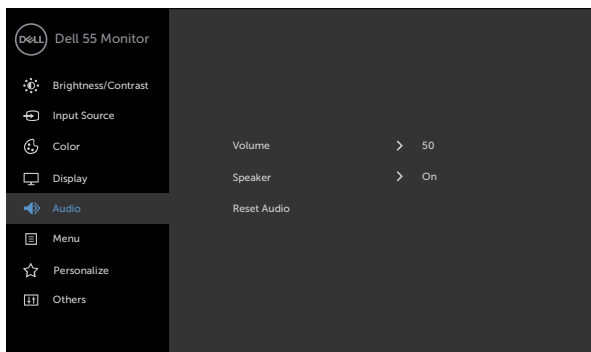 DELL Dell 55 Monitor
Brightness/Contrast
Input Source
Color
Display
Audio
Menu
Personalize
Others
Volume > 50
Speaker > On
Reset Audio